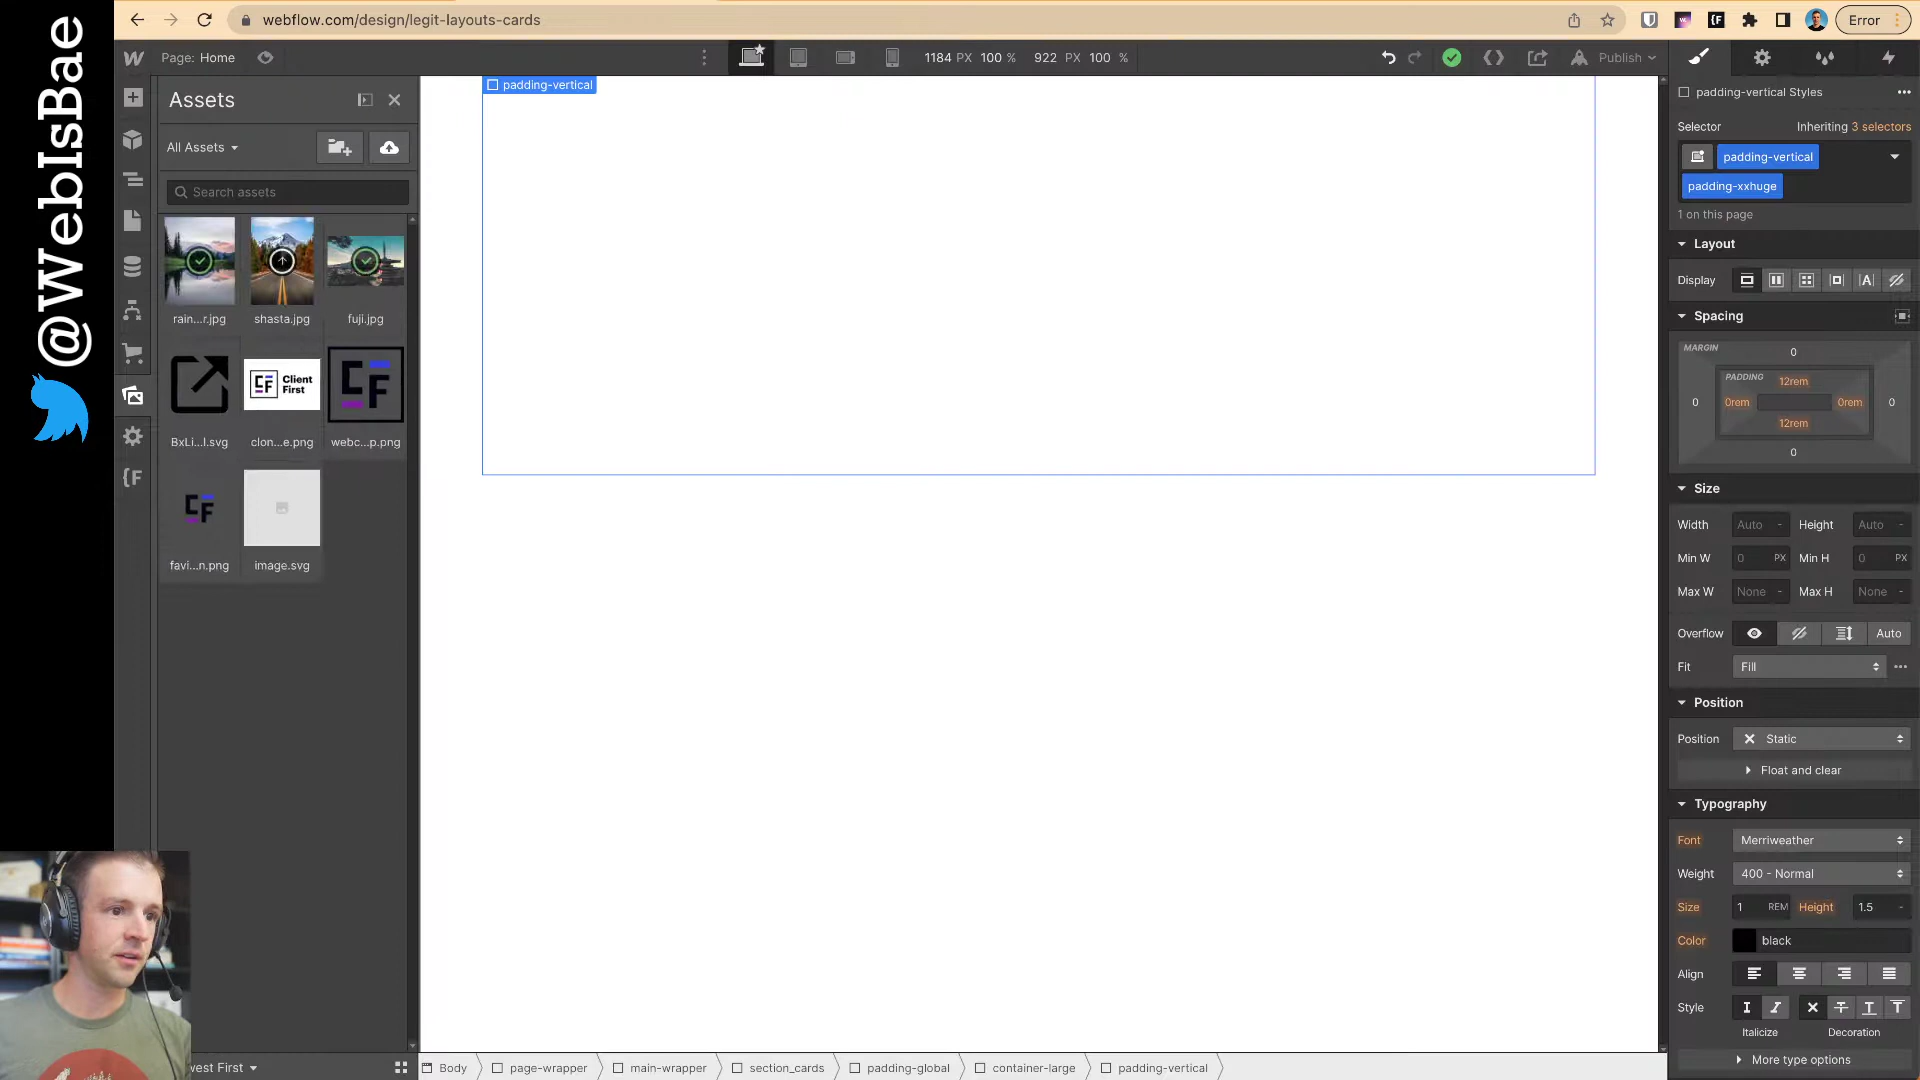 @WebIsBae
webflow.com/design/legit-layouts-cards
Error
Page: Home
1184 PX 100 %
922 PX 100 %
Publish
Assets
All Assets
Search assets
rain...r.jpg
shasta.jpg
fuji.jpg
BxLi...l.svg
clon...e.png
webc...p.png
CF Client First
favi...n.png
image.svg
west First
padding-vertical
Body
page-wrapper
main-wrapper
section_cards
padding-global
container-large
padding-vertical
padding-vertical Styles
Selector
Inheriting 3 selectors
padding-vertical
padding-xxhuge
1 on this page
Layout
Display
Spacing
MARGIN
0
PADDING
12rem
0
0rem
0rem
0
12rem
0
Size
Width Auto -
Height Auto -
Min W 0 PX
Min H 0 PX
Max W None -
Max H None -
Overflow
Auto
Fit
Fill
Position
Position
Static
Float and clear
Typography
Font
Merriweather
Weight
400 - Normal
Size 1 REM
Height 1.5 -
Color
black
Align
Style
Italicize
Decoration
More type options